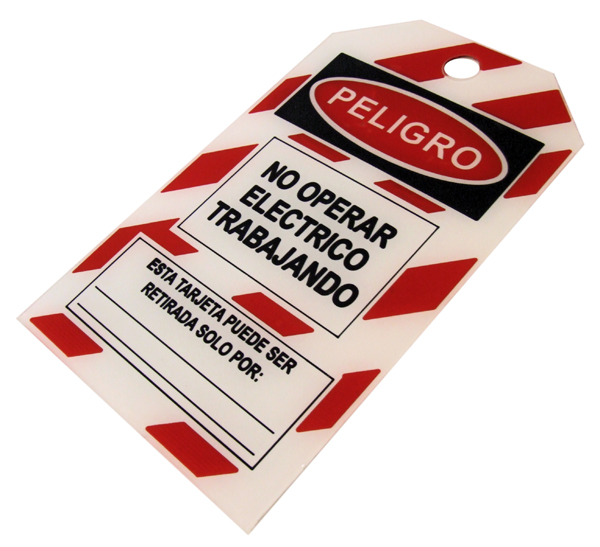 PELIGRO
NO OPERAR
ELECTRICO
TRABAJANDO
ESTA TARJETA PUEDE SER
RETIRADA SOLO POR: